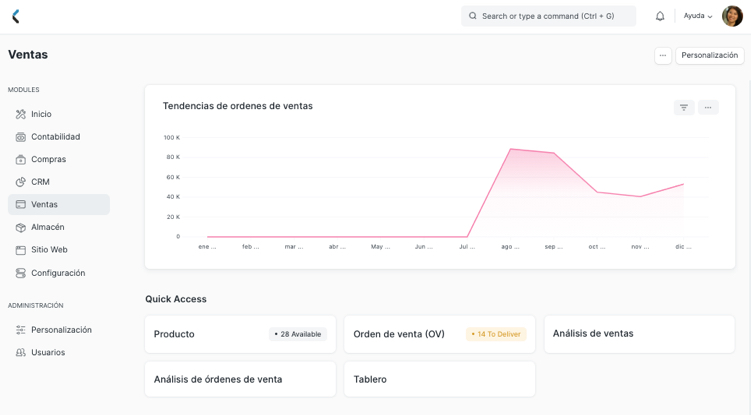 Search or type a command (Ctrl + G)
Ayuda
Ventas
...
Personalización
MODULES
Inicio
Contabilidad
Compras
CRM
Ventas
Almacén
Sitio Web
Configuración
ADMINISTRACIÓN
Personalización
Usuarios
Tendencias de ordenes de ventas
...
100 K
80 K
60 K
40 K
20 K
0
ene ... feb ... mar ... abr ... May ... Jun ... Jul ... ago ... sep ... oct ... nov ... dic ...
Quick Access
Producto • 28 Available
Orden de venta (OV) • 14 To Deliver
Análisis de ventas
Análisis de órdenes de venta
Tablero